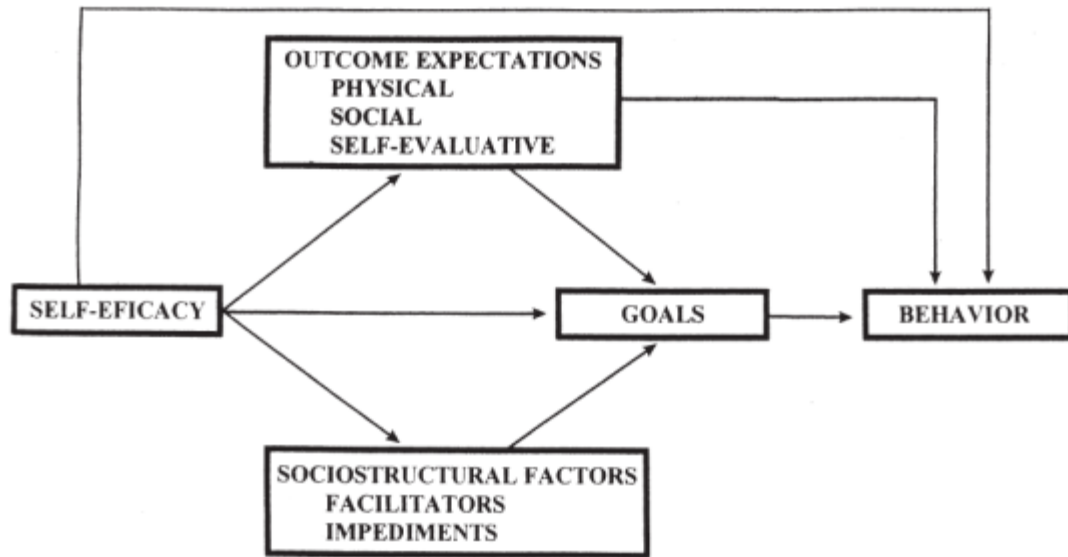 OUTCOME EXPECTATIONS
PHYSICAL
SOCIAL
SELF-EVALUATIVE
SELF-EFICACY
GOALS
BEHAVIOR
SOCIOSTRUCTURAL FACTORS
FACILITATORS
IMPEDIMENTS